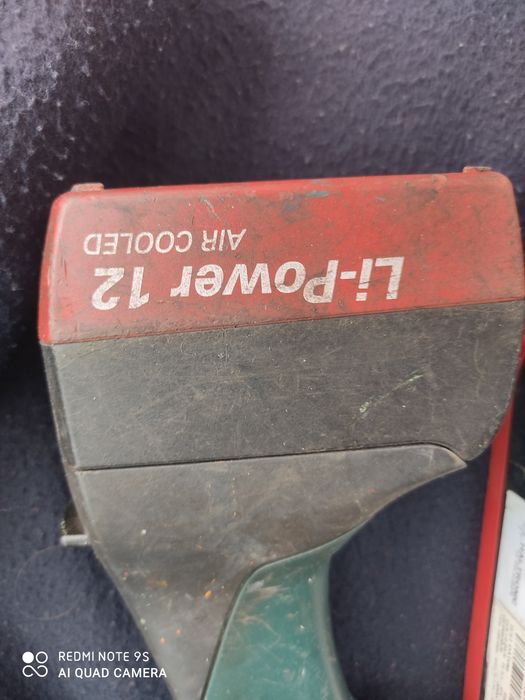 Li-Power 12
AIR COOLED
REDMI NOTE 9S
AI QUAD CAMERA